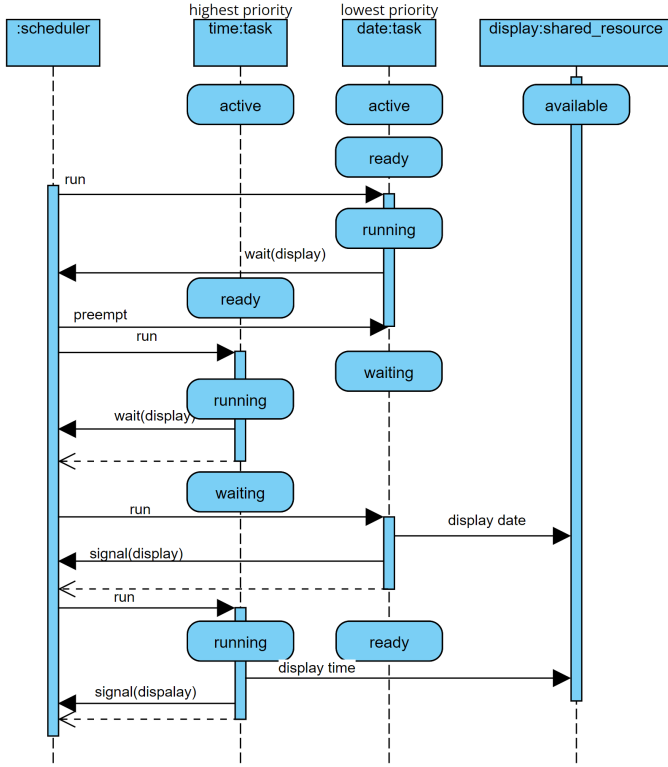 highest priority
lowest priority
:scheduler
time:task
date:task
display:shared_resource
active
active
available
ready
run
running
wait(display)
ready
preempt
run
waiting
running
wait(display)
waiting
run
display date
signal(display)
run
running
ready
display time
signal(dispalay)